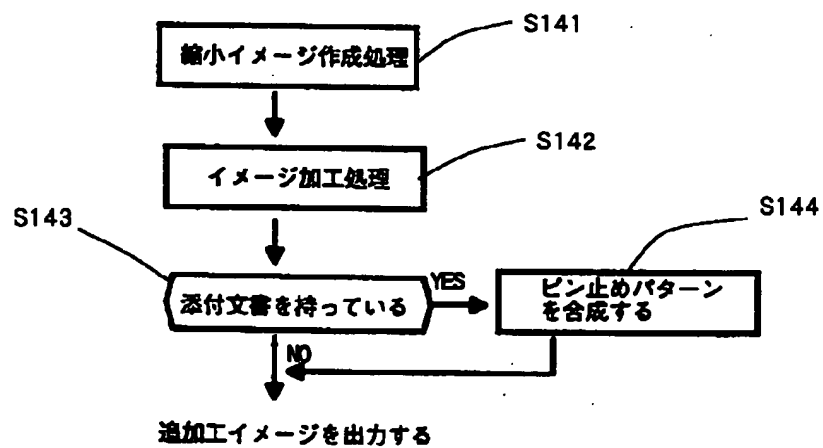 S141
縮小イメージ作成処理
S142
イメージ加工処理
S143
S144
添付文書を持っている
YES
ピン止めパターン
を合成する
NO
追加工イメージを出力する